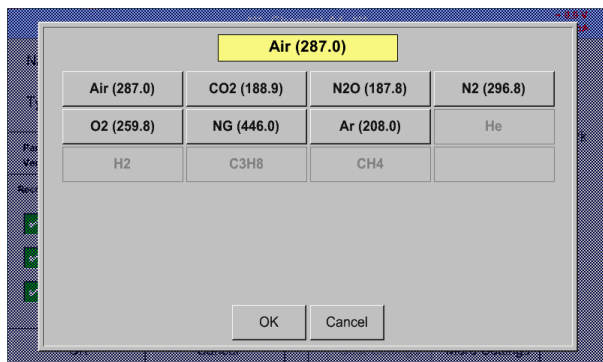 Air (287.0)
Air (287.0) CO2 (188.9) N2O (187.8) N2 (296.8)
O2 (259.8) NG (446.0) Ar (208.0) He
H2 C3H8 CH4
OK Cancel